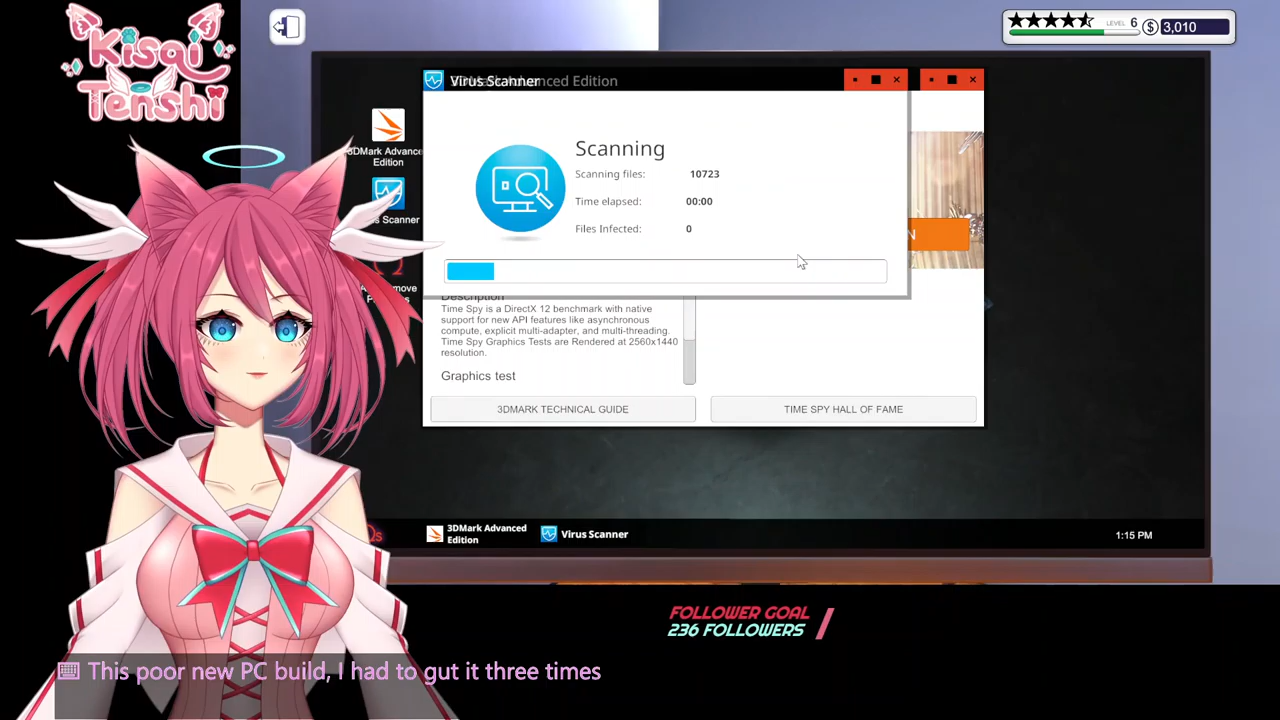 Kisai
Tenshi
LEVEL 6
$ 3,010
Virus Scanner
Advanced Edition
3DMark Advance
Edition
Scanner
Scanning
Scanning files: 10723
Time elapsed: 00:00
Files Infected: 0
N
Description
Time Spy is a DirectX 12 benchmark with native
support for new API features like asynchronous
compute, explicit multi-adapter, and multi-threading.
Time Spy Graphics Tests are Rendered at 2560x1440
resolution.
Graphics test
3DMARK TECHNICAL GUIDE
TIME SPY HALL OF FAME
3DMark Advanced
Edition
Virus Scanner
1:15 PM
FOLLOWER GOAL
236 FOLLOWERS
This poor new PC build, I had to gut it three times